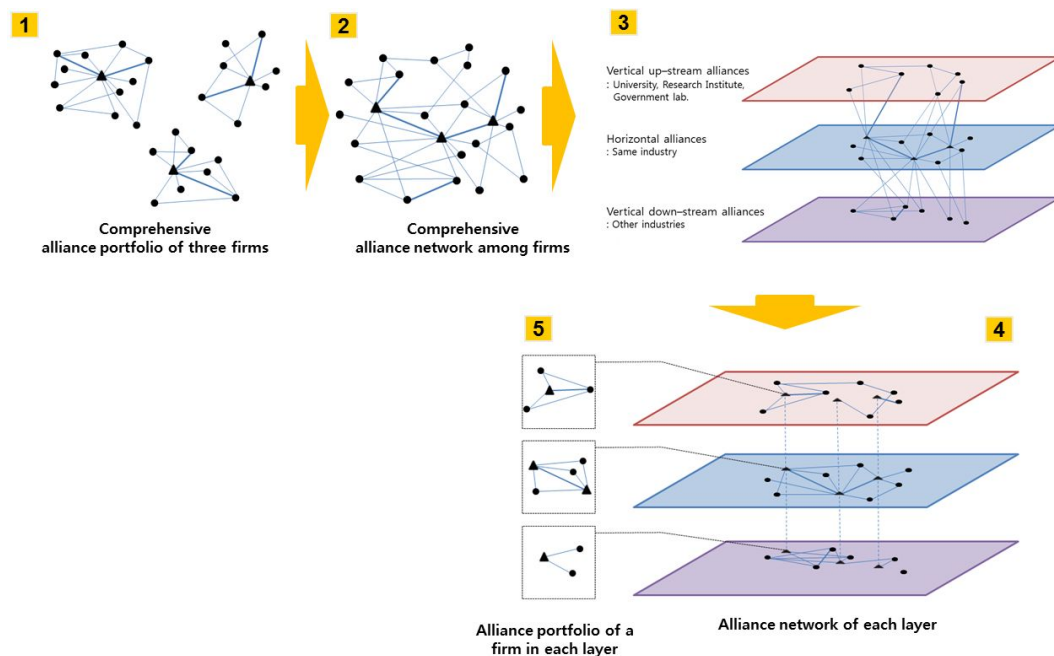 1
2
3
Comprehensive
alliance portfolio of three firms
Comprehensive
alliance network among firms
Vertical up-stream alliances
: University, Research Institute,
Government lab.
Horizontal alliances
: Same industry
Vertical down-stream alliances
: Other industries
5
4
Alliance portfolio of a
firm in each layer
Alliance network of each layer